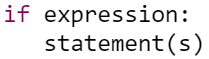 if expression:
   statement(s)